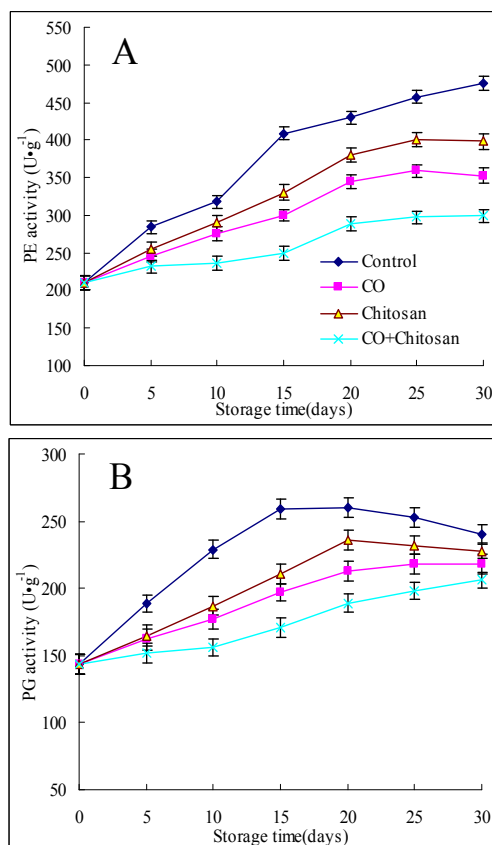 A
PE activity (U•g⁻¹)
550
500
450
400
350
300
250
200
150
100
Control
CO
Chitosan
CO+Chitosan
0 5 10 15 20 25 30
Storage time(days)
B
PG activity (U•g⁻¹)
300
250
200
150
100
50
0 5 10 15 20 25 30
Storage time(days)